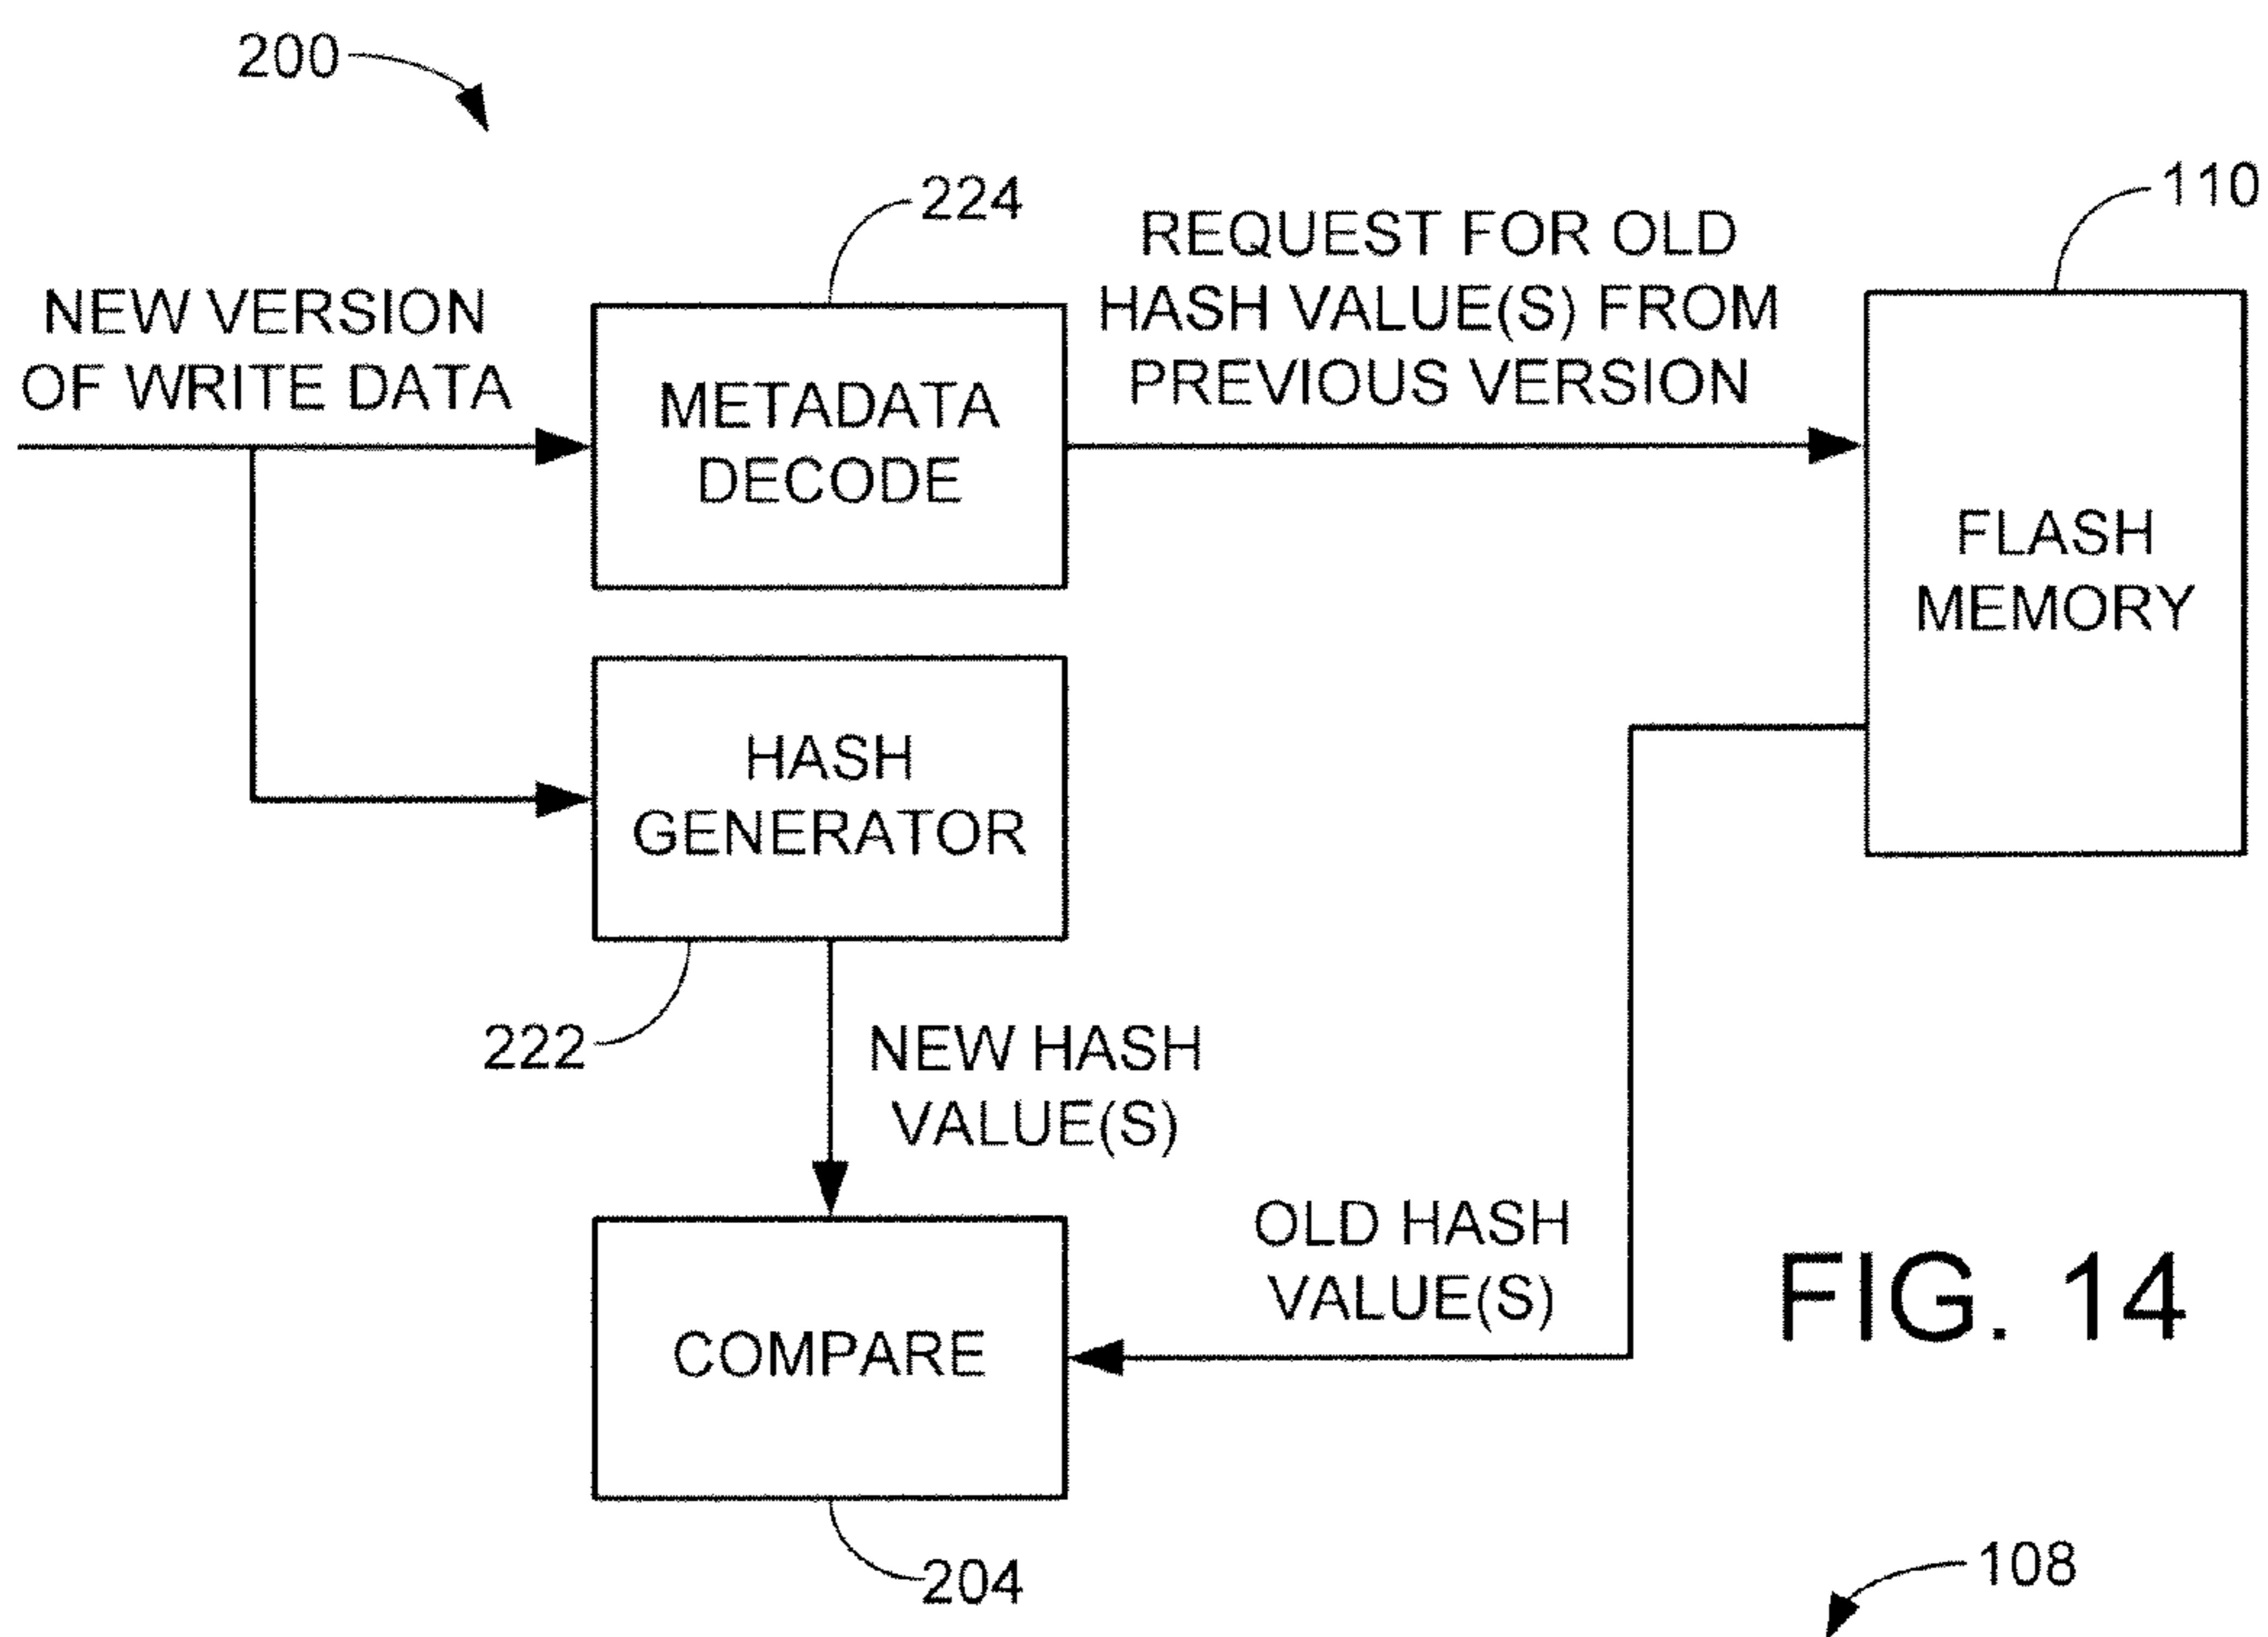 200
224
110
NEW VERSION
OF WRITE DATA
METADATA
DECODE
REQUEST FOR OLD
HASH VALUE(S) FROM
PREVIOUS VERSION
FLASH
MEMORY
HASH
GENERATOR
222
NEW HASH
VALUE(S)
OLD HASH
VALUE(S)
COMPARE
204
FIG. 14
108